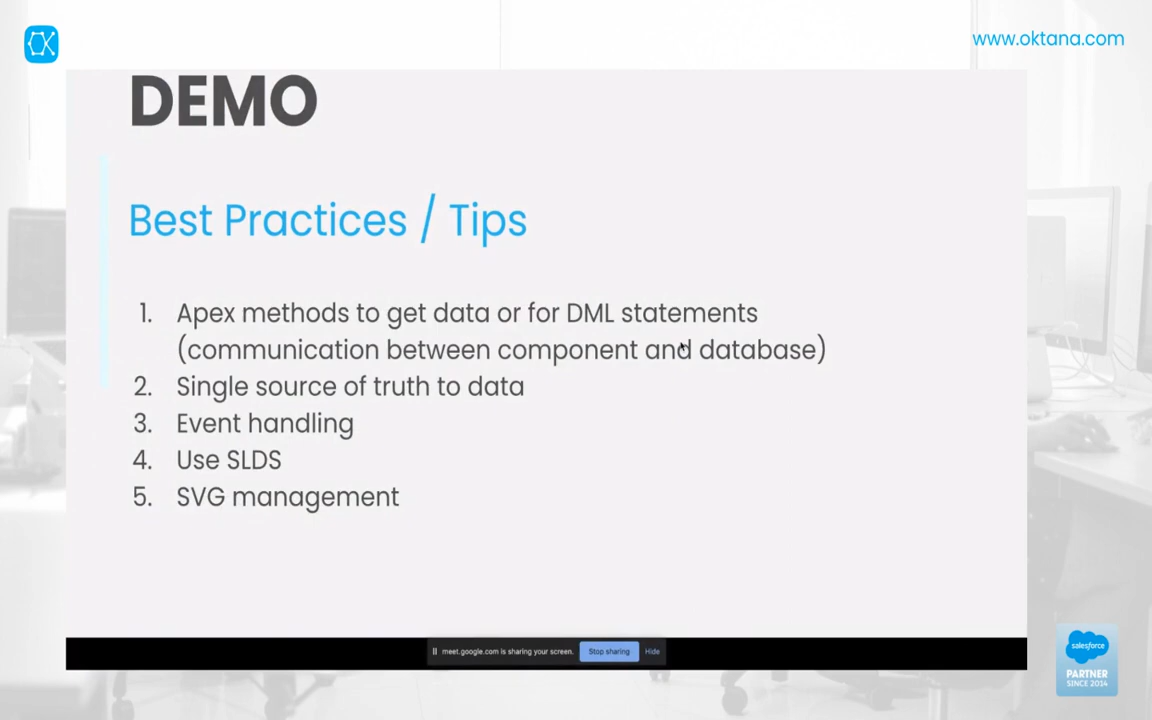 www.oktana.com
DEMO
Best Practices / Tips
1. Apex methods to get data or for DML statements
(communication between component and database)
2. Single source of truth to data
3. Event handling
4. Use SLDS
5. SVG management
meet.google.com is sharing your screen. Stop sharing Hide
salesforce
PARTNER
SINCE 2014